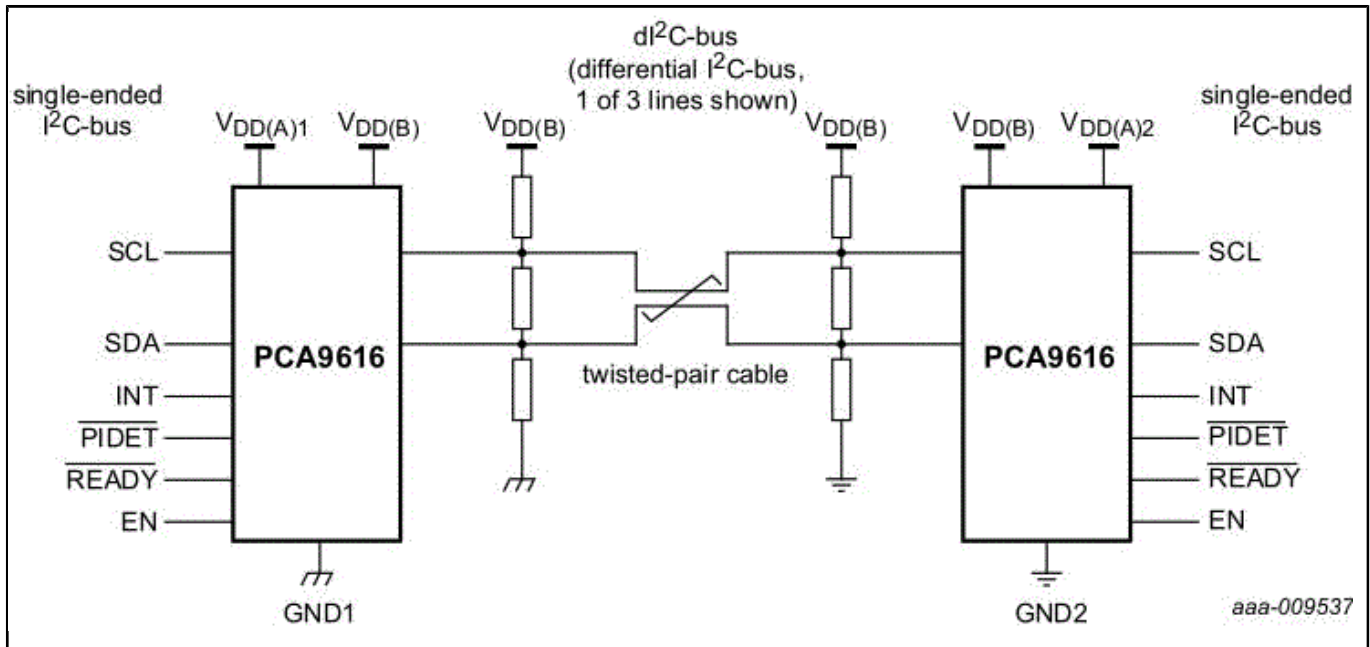 dI²C-bus
(differential I²C-bus,
1 of 3 lines shown)
single-ended
I²C-bus
single-ended
I²C-bus
VDD(A)1
VDD(B)
VDD(B)
VDD(B)
VDD(B)
VDD(A)2
SCL
SDA
INT
PIDET
READY
EN
PCA9616
GND1
twisted-pair cable
PCA9616
GND2
SCL
SDA
INT
PIDET
READY
EN
aaa-009537